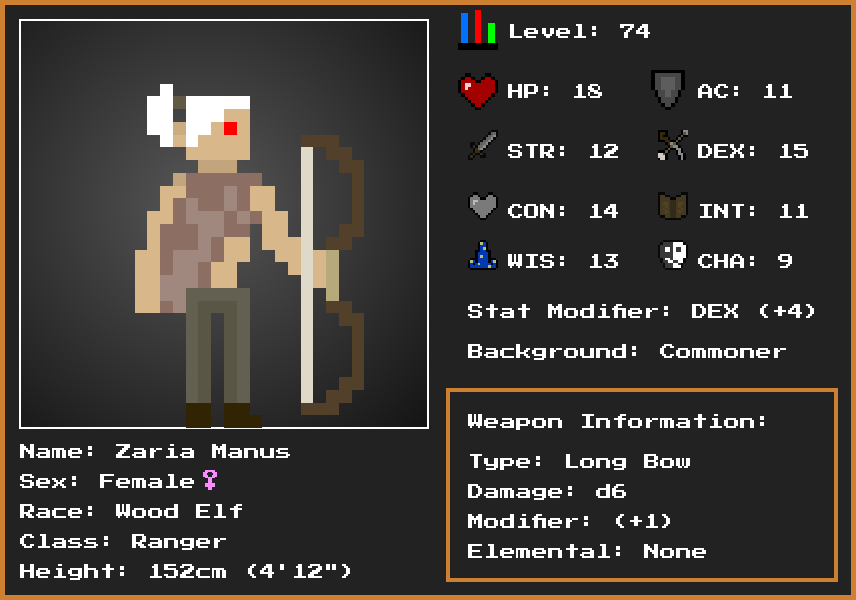 Level: 74
HP: 18 AC: 11
STR: 12 DEX: 15
CON: 14 INT: 11
WIS: 13 CHA: 9
Stat Modifier: DEX (+4)
Background: Commoner
Weapon Information:
Type: Long Bow
Damage: d6
Modifier: (+1)
Elemental: None
Name: Zaria Manus
Sex: Female♀
Race: Wood Elf
Class: Ranger
Height: 152cm (4'12")